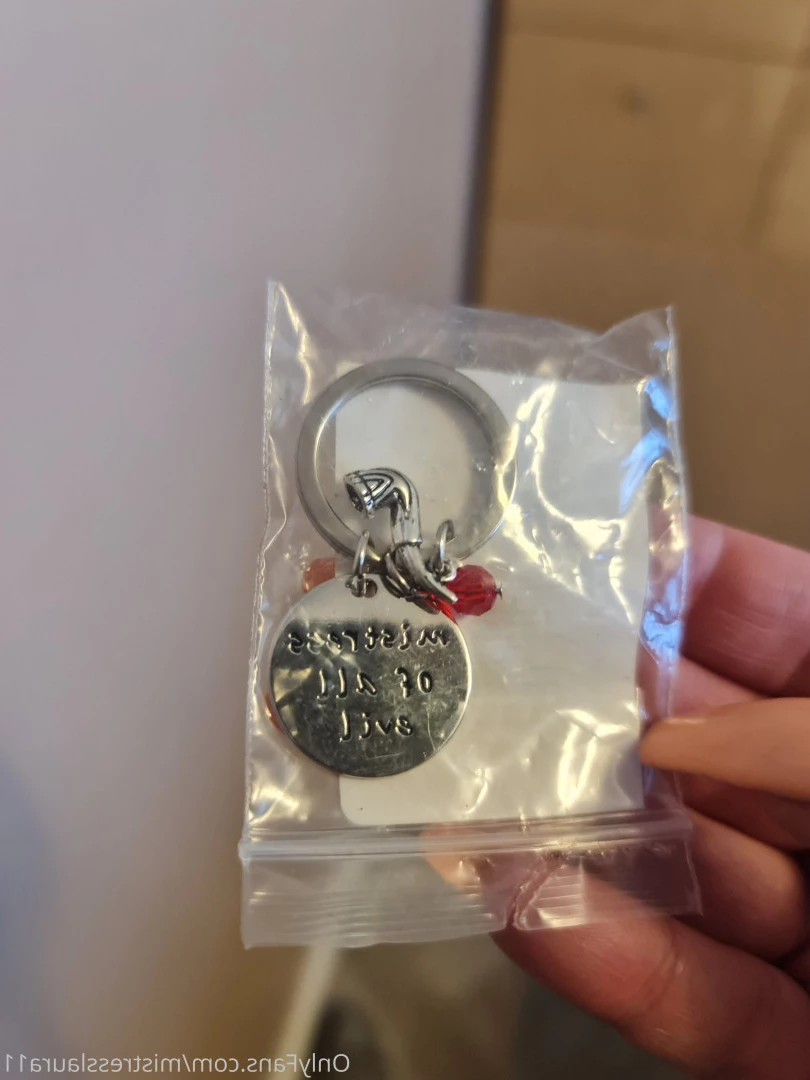 mistress
of all
evil
OnlyFans.com/mistresslaura11